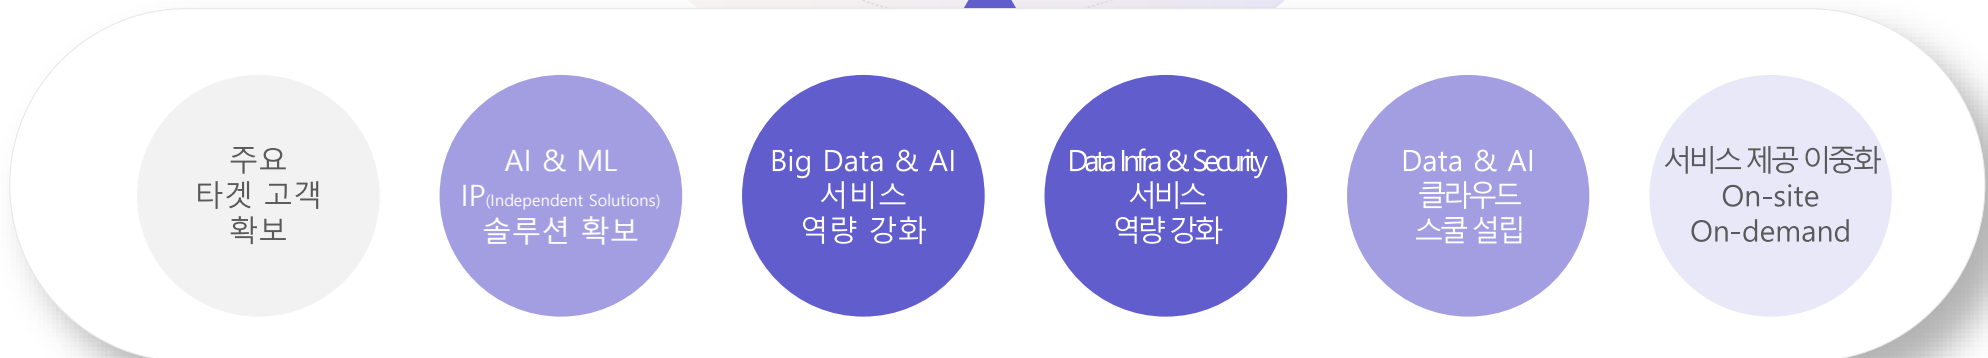 주요
타겟 고객
확보
AI & ML
IP(Independent Solutions)
솔루션 확보
Big Data & AI
서비스
역량 강화
Data Infra & Security
서비스
역량 강화
Data & AI
클라우드
스쿨 설립
서비스 제공 이중화
On-site
On-demand